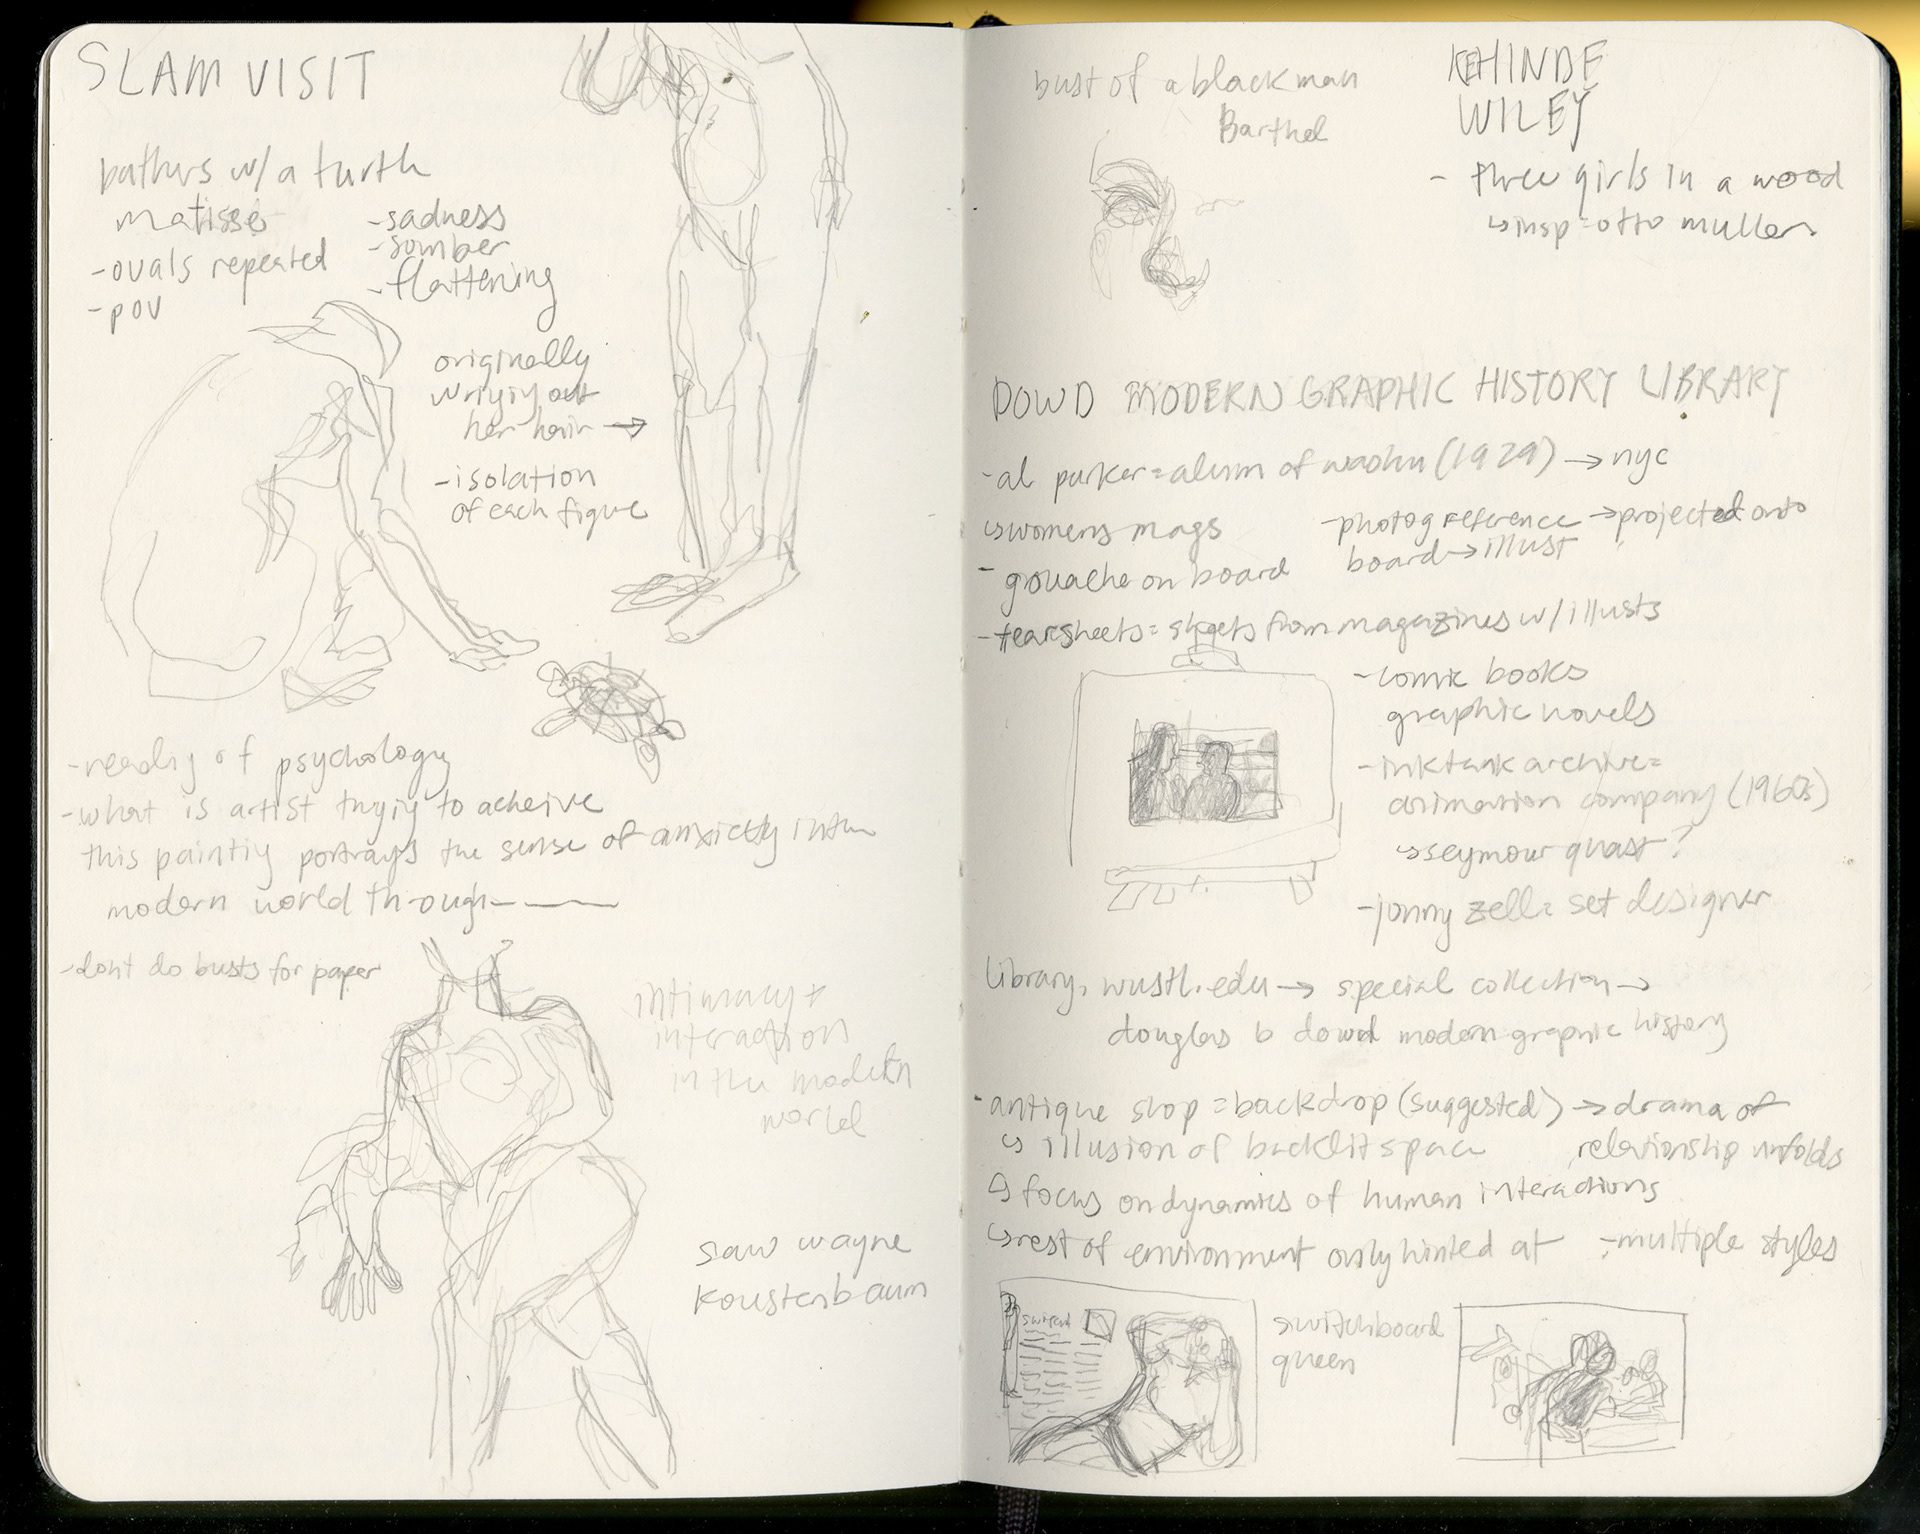 SLAM VISIT
bathers w/ a turtle
matisse
-ovals repeated
-pov
-sadness
-somber
-flattening
originally
wringing out
her hair →
-isolation
of each figure
-reading of psychology
-what is artist trying to acheive
this painting portrays the sense of anxiety in the
modern world through
-dont do busts for paper
intimacy +
interaction
in the modern
world
saw wayne
koustenbaum
bust of a black man
Barthel
KEHINDE
WILEY
- three girls in a wood
↳insp=otto muller
DOWD MODERN GRAPHIC HISTORY LIBRARY
-al parker=alum of washu (1929) → nyc
↳womens mags
-photog reference →projected onto
board→illust
- gouache on board
-tearsheets= sheets from magazines w/ illusts
-comic books
graphic novels
-inktank archive=
animation company (1960s)
↳seymour quast?
-jonny zell= set designer
library.wustl.edu → special collection →
douglas b dowd modern graphic history
-antique shop =backdrop (suggested) →drama of
relationship unfolds
↳ illusion of backlit space
↳ focus on dynamics of human interactions
↳rest of environment only hinted at
-multiple styles
switchboard
queen